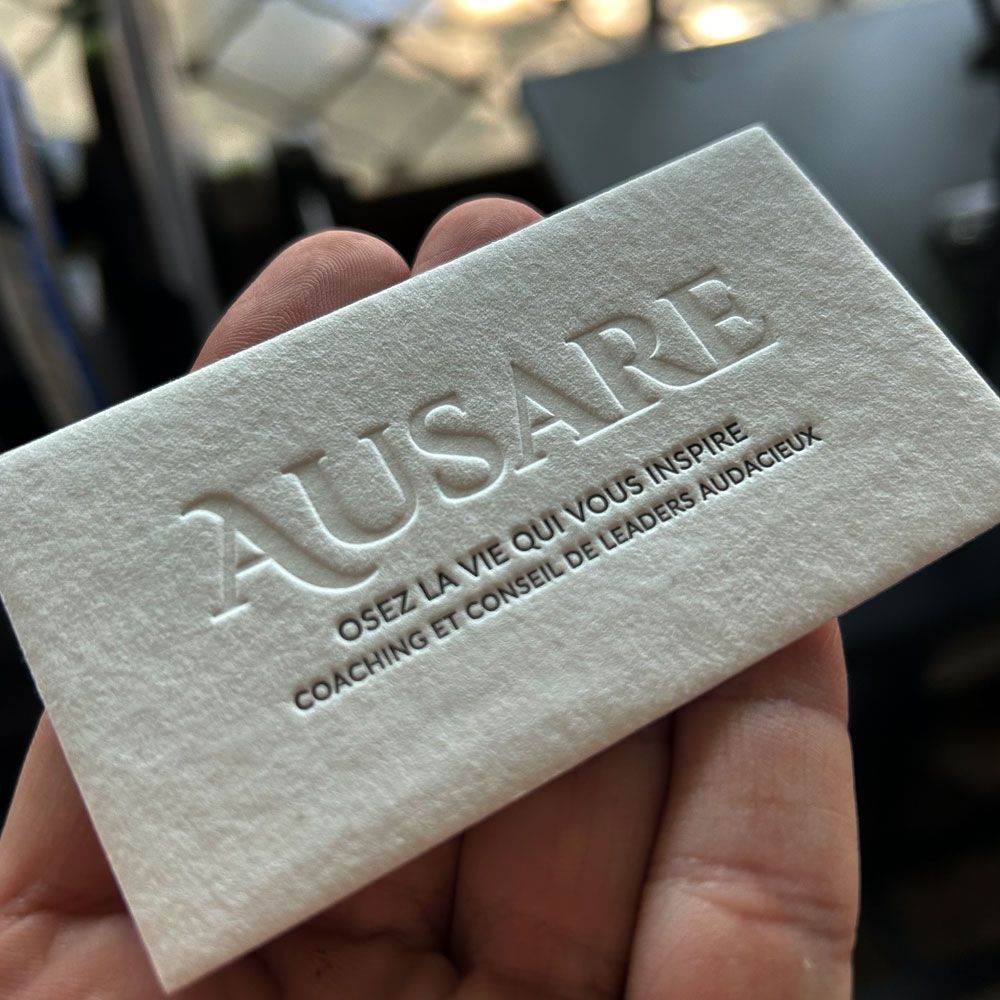 AUSARE
OSEZ LA VIE QUI VOUS INSPIRE
COACHING ET CONSEIL DE LEADERS AUDACIEUX